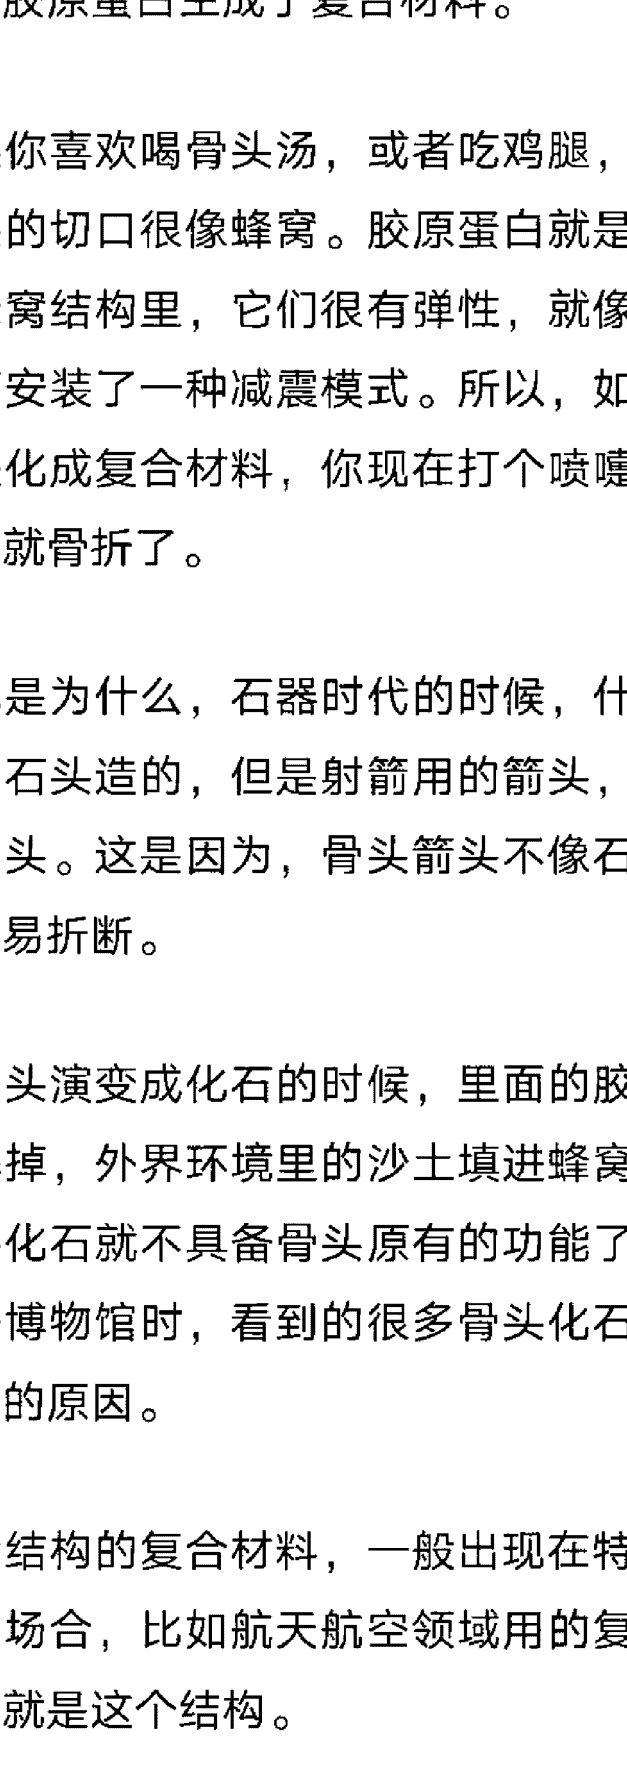 胶原蛋白生成了复合材料。
你喜欢喝骨头汤，或者吃鸡腿，
的切口很像蜂窝。胶原蛋白就是
窝结构里，它们很有弹性，就像
安装了一种减震模式。所以，如
化成复合材料，你现在打个喷嚏
就骨折了。
是为什么，石器时代的时候，什
石头造的，但是射箭用的箭头，
头。这是因为，骨头箭头不像石
易折断。
头演变成化石的时候，里面的胶
掉，外界环境里的沙土填进蜂窝
化石就不具备骨头原有的功能了
博物馆时，看到的很多骨头化石
的原因。
结构的复合材料，一般出现在特
场合，比如航天航空领域用的复
就是这个结构。